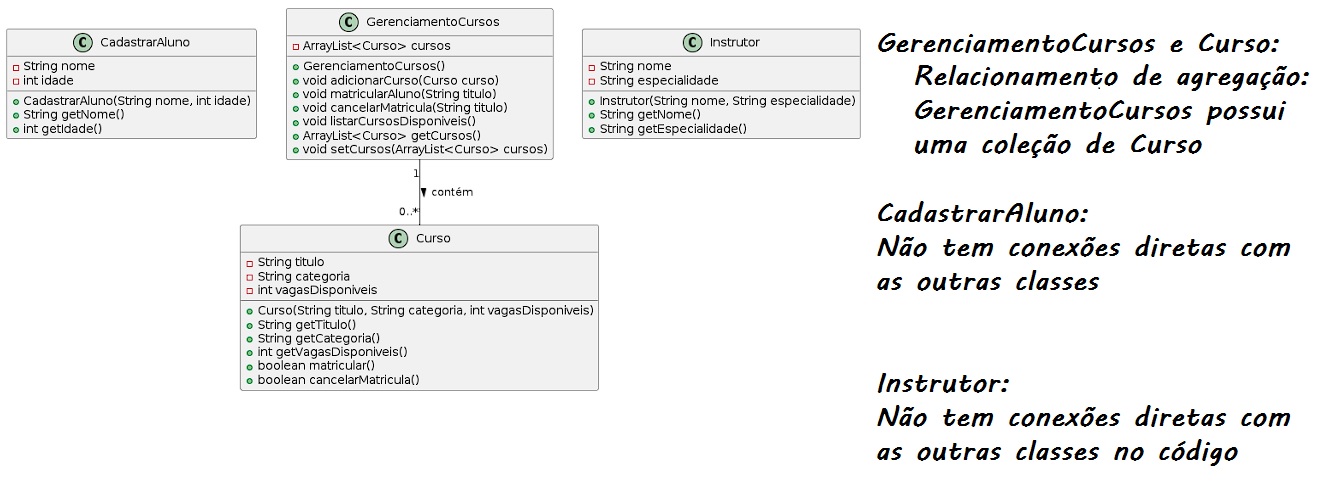 C CadastrarAluno
String nome
int idade
CadastrarAluno(String nome, int idade)
String getNome()
int getIdade()
C GerenciamentoCursos
ArrayList<Curso> cursos
GerenciamentoCursos()
void adicionarCurso(Curso curso)
void matricularAluno(String titulo)
void cancelarMatricula(String titulo)
void listarCursosDisponiveis()
ArrayList<Curso> getCursos()
void setCursos(ArrayList<Curso> cursos)
C Instrutor
String nome
String especialidade
Instrutor(String nome, String especialidade)
String getNome()
String getEspecialidade()
1
contém
0..*
C Curso
String titulo
String categoria
int vagasDisponiveis
Curso(String titulo, String categoria, int vagasDisponiveis)
String getTitulo()
String getCategoria()
int getVagasDisponiveis()
boolean matricular()
boolean cancelarMatricula()
GerenciamentoCursos e Curso:
Relacionamento de agregação:
GerenciamentoCursos possui
uma coleção de Curso
CadastrarAluno:
Não tem conexões diretas com
as outras classes
Instrutor:
Não tem conexões diretas com
as outras classes no código